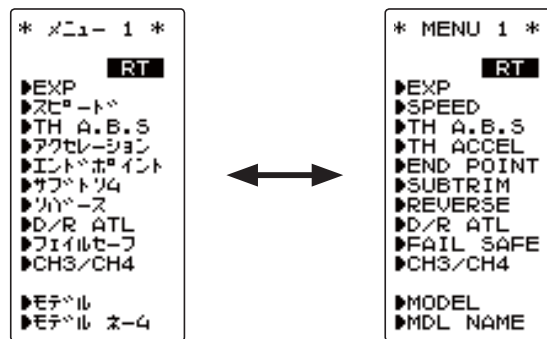 * メニュー 1 *
RT
▶EXP
▶スピード
▶TH A.B.S
▶アクセレーション
▶エンドポイント
▶サブトリム
▶リバース
▶D/R ATL
▶フェイルセーフ
▶CH3/CH4
▶モデル
▶モデル ネーム
* MENU 1 *
RT
▶EXP
▶SPEED
▶TH A.B.S
▶TH ACCEL
▶END POINT
▶SUBTRIM
▶REVERSE
▶D/R ATL
▶FAIL SAFE
▶CH3/CH4
▶MODEL
▶MDL NAME